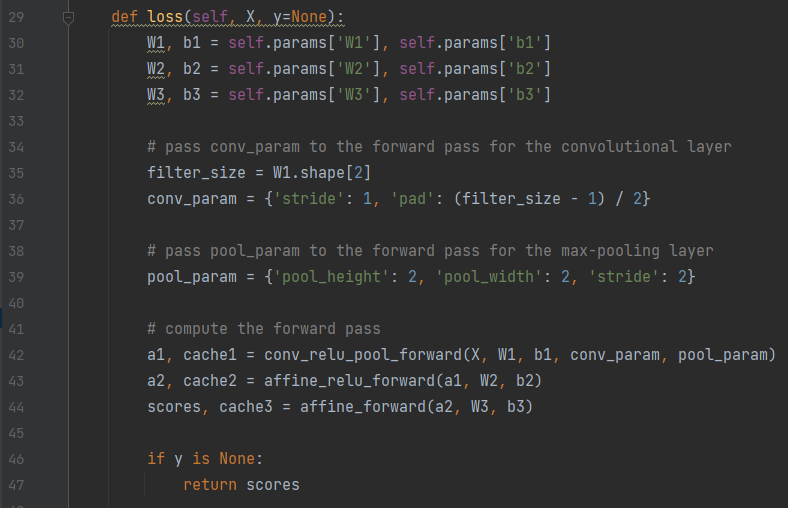 29 def loss(self, X, y=None):
30 W1, b1 = self.params['W1'], self.params['b1']
31 W2, b2 = self.params['W2'], self.params['b2']
32 W3, b3 = self.params['W3'], self.params['b3']
33
34 # pass conv_param to the forward pass for the convolutional layer
35 filter_size = W1.shape[2]
36 conv_param = {'stride': 1, 'pad': (filter_size - 1) / 2}
37
38 # pass pool_param to the forward pass for the max-pooling layer
39 pool_param = {'pool_height': 2, 'pool_width': 2, 'stride': 2}
40
41 # compute the forward pass
42 a1, cache1 = conv_relu_pool_forward(X, W1, b1, conv_param, pool_param)
43 a2, cache2 = affine_relu_forward(a1, W2, b2)
44 scores, cache3 = affine_forward(a2, W3, b3)
45
46 if y is None:
47 return scores